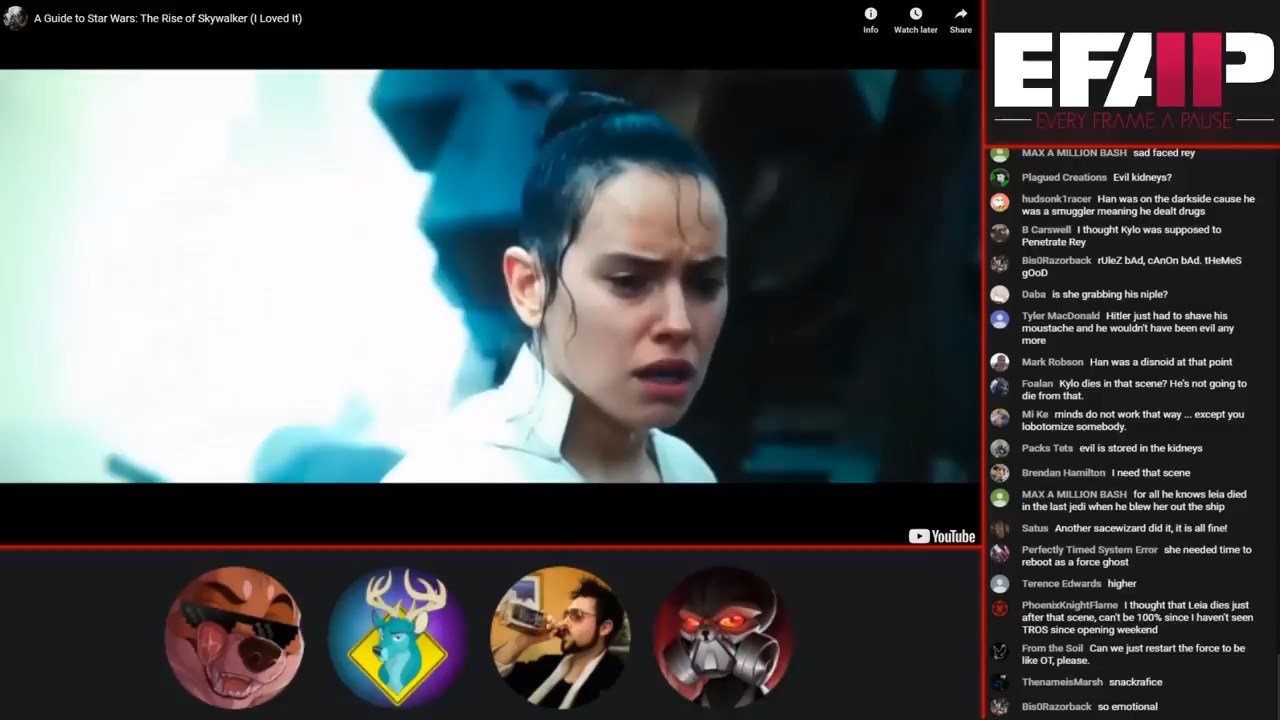 A Guide to Star Wars: The Rise of Skywalker (I Loved It)
Info
Watch later
Share
YouTube
EFAP
EVERY FRAME A PAUSE
MAX A MILLION BASH sad faced rey
Plagued Creations Evil kidneys?
hudsonk1racer Han was on the darkside cause he
was a smuggler meaning he dealt drugs
B Carswell I thought Kylo was supposed to
Penetrate Rey
Bis0Razorback rUleZ bAd, cAnOn bAd. tHeMeS
gOoD
Daba is she grabbing his niple?
Tyler MacDonald Hitler just had to shave his
moustache and he wouldn't have been evil any
more
Mark Robson Han was a disnoid at that point
Foalan Kylo dies in that scene? He's not going to
die from that.
Mi Ke minds do not work that way ... except you
lobotomize somebody.
Packs Tets evil is stored in the kidneys
Brendan Hamilton I need that scene
MAX A MILLION BASH for all he knows leia died
in the last jedi when he blew her out the ship
Satus Another sacewizard did it, it is all fine!
Perfectly Timed System Error she needed time to
reboot as a force ghost
Terence Edwards higher
PhoenixKnightFlame I thought that Leia dies just
after that scene, can't be 100% since I haven't seen
TROS since opening weekend
From the Soil Can we just restart the force to be
like OT, please.
ThenameisMarsh snackrafice
Bis0Razorback so emotional